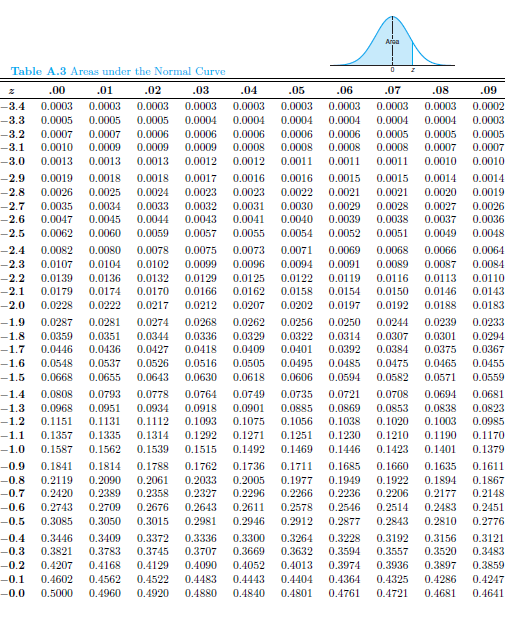 Area
0 z
Table A.3 Areas under the Normal Curve
z .00 .01 .02 .03 .04 .05 .06 .07 .08 .09
−3.4 0.0003 0.0003 0.0003 0.0003 0.0003 0.0003 0.0003 0.0003 0.0003 0.0002
−3.3 0.0005 0.0005 0.0005 0.0004 0.0004 0.0004 0.0004 0.0004 0.0004 0.0003
−3.2 0.0007 0.0007 0.0006 0.0006 0.0006 0.0006 0.0006 0.0005 0.0005 0.0005
−3.1 0.0010 0.0009 0.0009 0.0009 0.0008 0.0008 0.0008 0.0008 0.0007 0.0007
−3.0 0.0013 0.0013 0.0013 0.0012 0.0012 0.0011 0.0011 0.0011 0.0010 0.0010
−2.9 0.0019 0.0018 0.0018 0.0017 0.0016 0.0016 0.0015 0.0015 0.0014 0.0014
−2.8 0.0026 0.0025 0.0024 0.0023 0.0023 0.0022 0.0021 0.0021 0.0020 0.0019
−2.7 0.0035 0.0034 0.0033 0.0032 0.0031 0.0030 0.0029 0.0028 0.0027 0.0026
−2.6 0.0047 0.0045 0.0044 0.0043 0.0041 0.0040 0.0039 0.0038 0.0037 0.0036
−2.5 0.0062 0.0060 0.0059 0.0057 0.0055 0.0054 0.0052 0.0051 0.0049 0.0048
−2.4 0.0082 0.0080 0.0078 0.0075 0.0073 0.0071 0.0069 0.0068 0.0066 0.0064
−2.3 0.0107 0.0104 0.0102 0.0099 0.0096 0.0094 0.0091 0.0089 0.0087 0.0084
−2.2 0.0139 0.0136 0.0132 0.0129 0.0125 0.0122 0.0119 0.0116 0.0113 0.0110
−2.1 0.0179 0.0174 0.0170 0.0166 0.0162 0.0158 0.0154 0.0150 0.0146 0.0143
−2.0 0.0228 0.0222 0.0217 0.0212 0.0207 0.0202 0.0197 0.0192 0.0188 0.0183
−1.9 0.0287 0.0281 0.0274 0.0268 0.0262 0.0256 0.0250 0.0244 0.0239 0.0233
−1.8 0.0359 0.0351 0.0344 0.0336 0.0329 0.0322 0.0314 0.0307 0.0301 0.0294
−1.7 0.0446 0.0436 0.0427 0.0418 0.0409 0.0401 0.0392 0.0384 0.0375 0.0367
−1.6 0.0548 0.0537 0.0526 0.0516 0.0505 0.0495 0.0485 0.0475 0.0465 0.0455
−1.5 0.0668 0.0655 0.0643 0.0630 0.0618 0.0606 0.0594 0.0582 0.0571 0.0559
−1.4 0.0808 0.0793 0.0778 0.0764 0.0749 0.0735 0.0721 0.0708 0.0694 0.0681
−1.3 0.0968 0.0951 0.0934 0.0918 0.0901 0.0885 0.0869 0.0853 0.0838 0.0823
−1.2 0.1151 0.1131 0.1112 0.1093 0.1075 0.1056 0.1038 0.1020 0.1003 0.0985
−1.1 0.1357 0.1335 0.1314 0.1292 0.1271 0.1251 0.1230 0.1210 0.1190 0.1170
−1.0 0.1587 0.1562 0.1539 0.1515 0.1492 0.1469 0.1446 0.1423 0.1401 0.1379
−0.9 0.1841 0.1814 0.1788 0.1762 0.1736 0.1711 0.1685 0.1660 0.1635 0.1611
−0.8 0.2119 0.2090 0.2061 0.2033 0.2005 0.1977 0.1949 0.1922 0.1894 0.1867
−0.7 0.2420 0.2389 0.2358 0.2327 0.2296 0.2266 0.2236 0.2206 0.2177 0.2148
−0.6 0.2743 0.2709 0.2676 0.2643 0.2611 0.2578 0.2546 0.2514 0.2483 0.2451
−0.5 0.3085 0.3050 0.3015 0.2981 0.2946 0.2912 0.2877 0.2843 0.2810 0.2776
−0.4 0.3446 0.3409 0.3372 0.3336 0.3300 0.3264 0.3228 0.3192 0.3156 0.3121
−0.3 0.3821 0.3783 0.3745 0.3707 0.3669 0.3632 0.3594 0.3557 0.3520 0.3483
−0.2 0.4207 0.4168 0.4129 0.4090 0.4052 0.4013 0.3974 0.3936 0.3897 0.3859
−0.1 0.4602 0.4562 0.4522 0.4483 0.4443 0.4404 0.4364 0.4325 0.4286 0.4247
−0.0 0.5000 0.4960 0.4920 0.4880 0.4840 0.4801 0.4761 0.4721 0.4681 0.4641